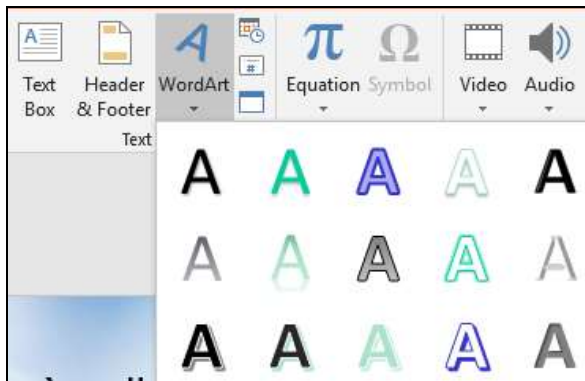 Text Box
Header & Footer
WordArt
Equation
Symbol
Video
Audio
Text
A A A A A
A A A A A
A A A A A